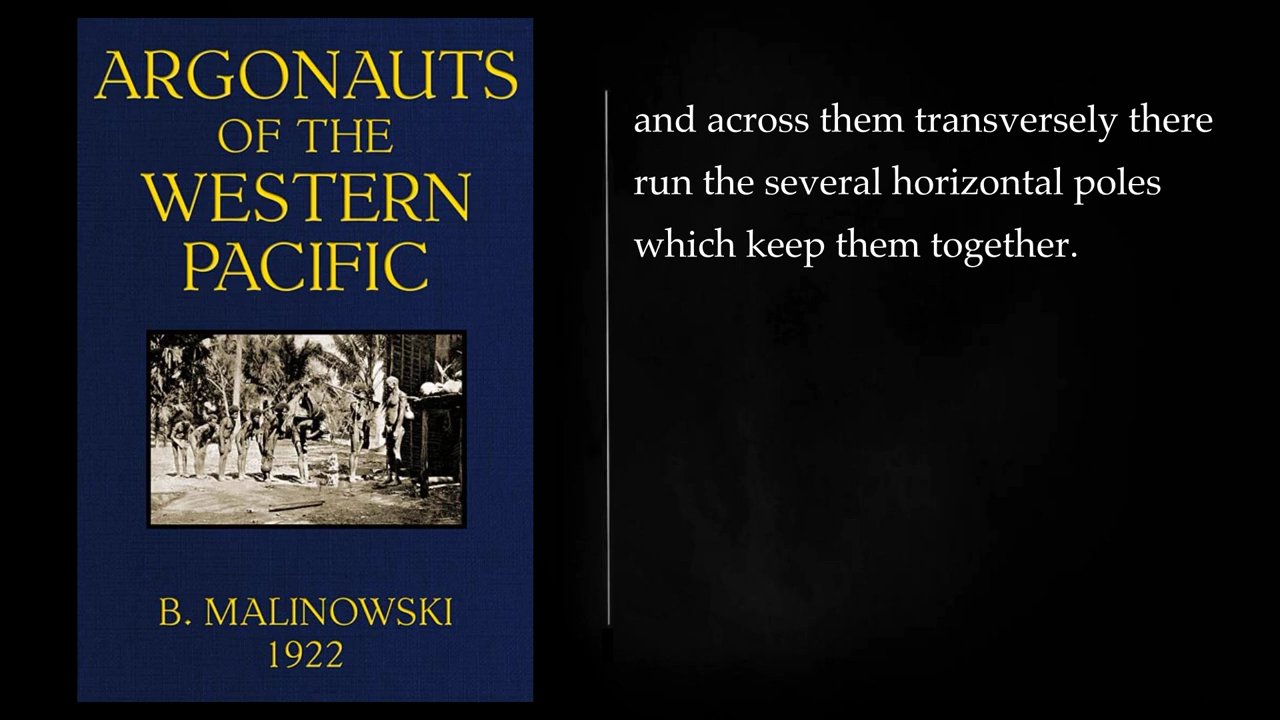 ARGONAUTS
OF THE
WESTERN
PACIFIC
B. MALINOWSKI
1922
and across them transversely there
run the several horizontal poles
which keep them together.